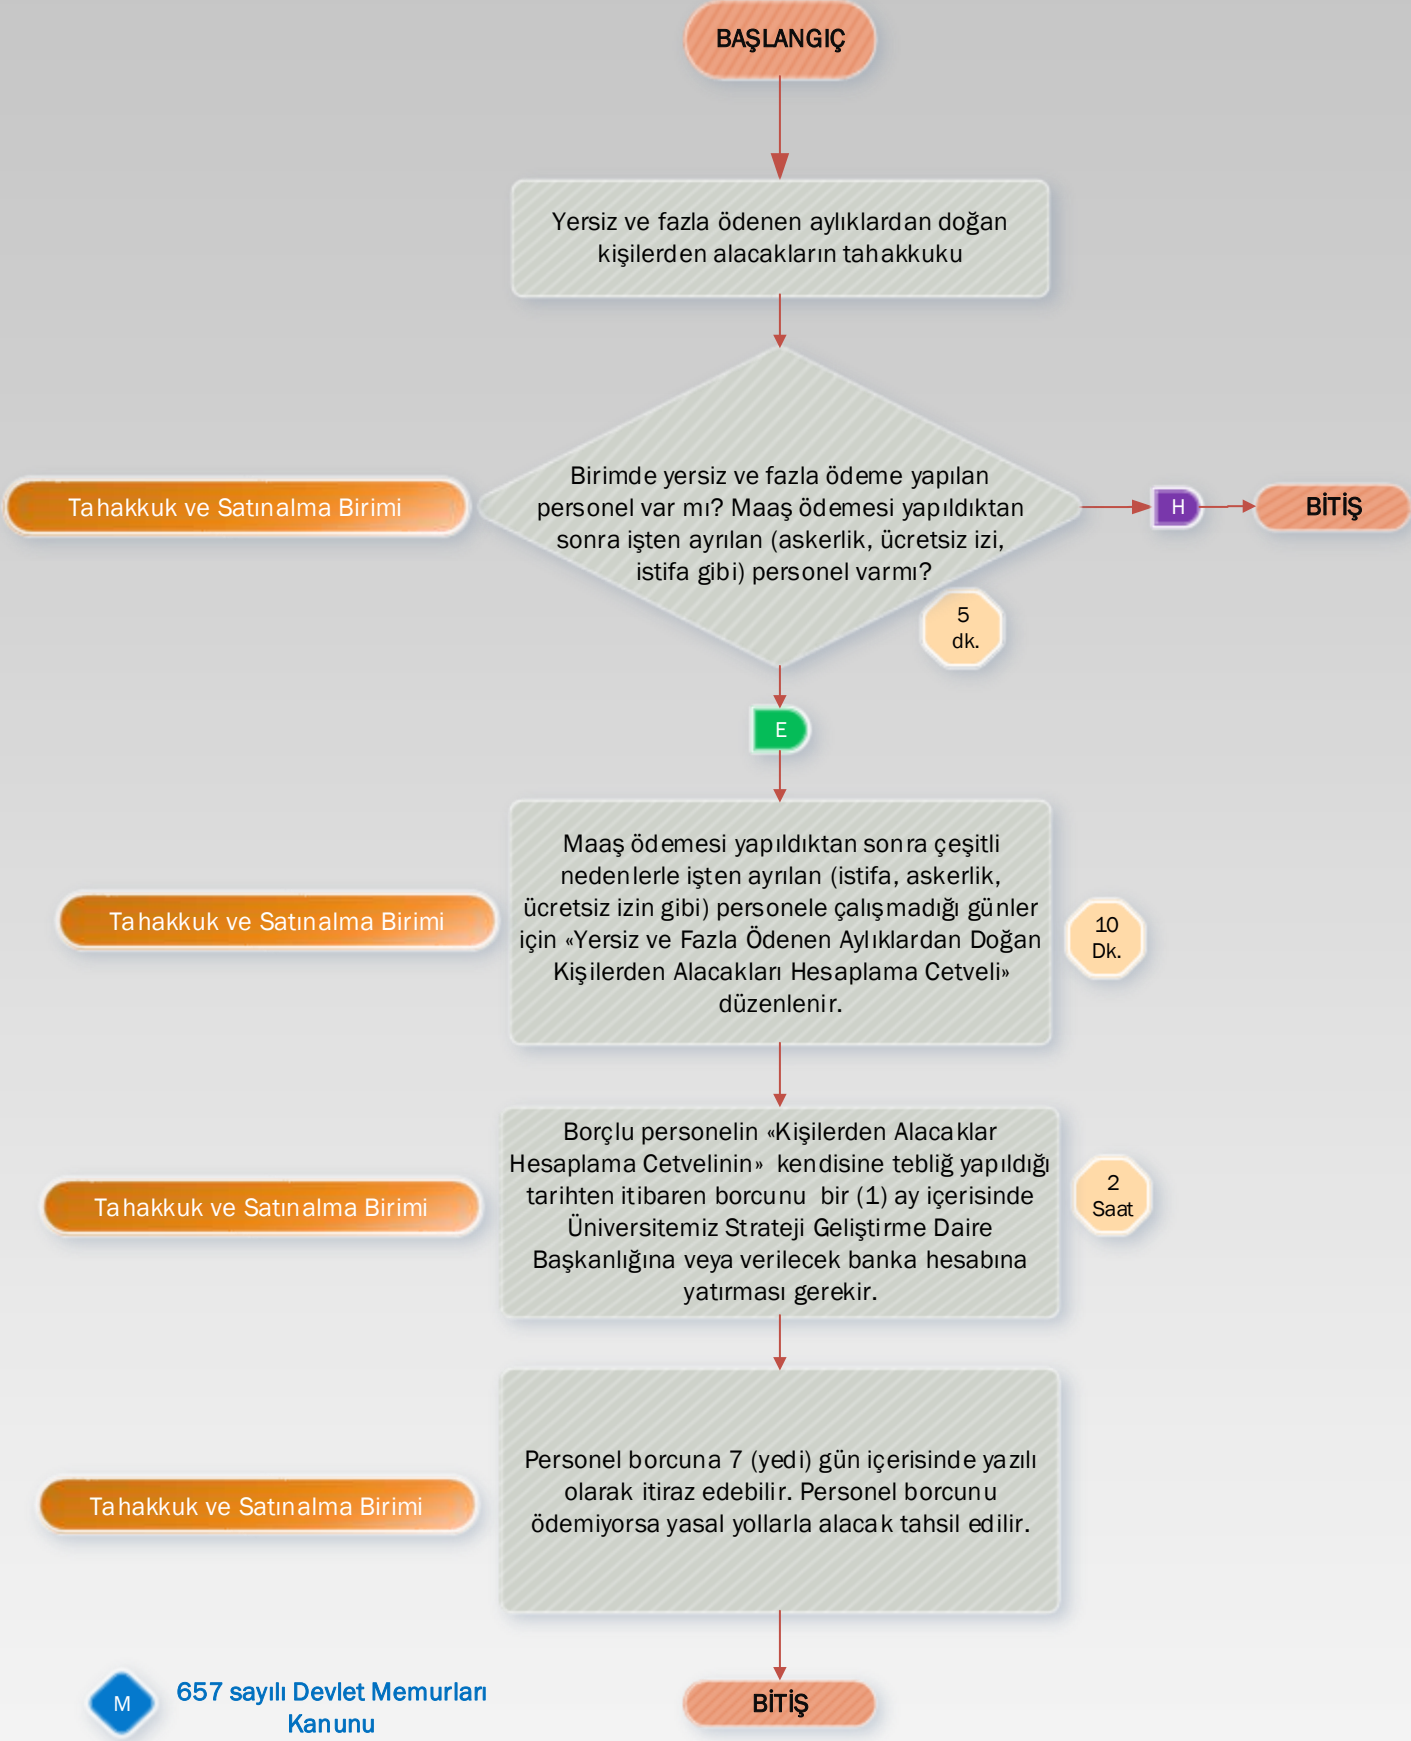 BAŞLANGIÇ
Yersiz ve fazla ödenen aylıklardan doğan
kişilerden alacakların tahakkuku
Tahakkuk ve Satınalma Birimi
Birimde yersiz ve fazla ödeme yapılan
personel var mı? Maaş ödemesi yapıldıktan
sonra işten ayrılan (askerlik, ücretsiz izi,
istifa gibi) personel varmı?
H
BİTİŞ
5
dk.
E
Tahakkuk ve Satınalma Birimi
Maaş ödemesi yapıldıktan sonra çeşitli
nedenlerle işten ayrılan (istifa, askerlik,
ücretsiz izin gibi) personele çalışmadığı günler
için «Yersiz ve Fazla Ödenen Aylıklardan Doğan
Kişilerden Alacakları Hesaplama Cetveli»
düzenlenir.
10
Dk.
Tahakkuk ve Satınalma Birimi
Borçlu personelin «Kişilerden Alacaklar
Hesaplama Cetvelinin» kendisine tebliğ yapıldığı
tarihten itibaren borcunu bir (1) ay içerisinde
Üniversitemiz Strateji Geliştirme Daire
Başkanlığına veya verilecek banka hesabına
yatırması gerekir.
2
Saat
Tahakkuk ve Satınalma Birimi
Personel borcuna 7 (yedi) gün içerisinde yazılı
olarak itiraz edebilir. Personel borcunu
ödemiyorsa yasal yollarla alacak tahsil edilir.
M
657 sayılı Devlet Memurları
Kanunu
BİTİŞ